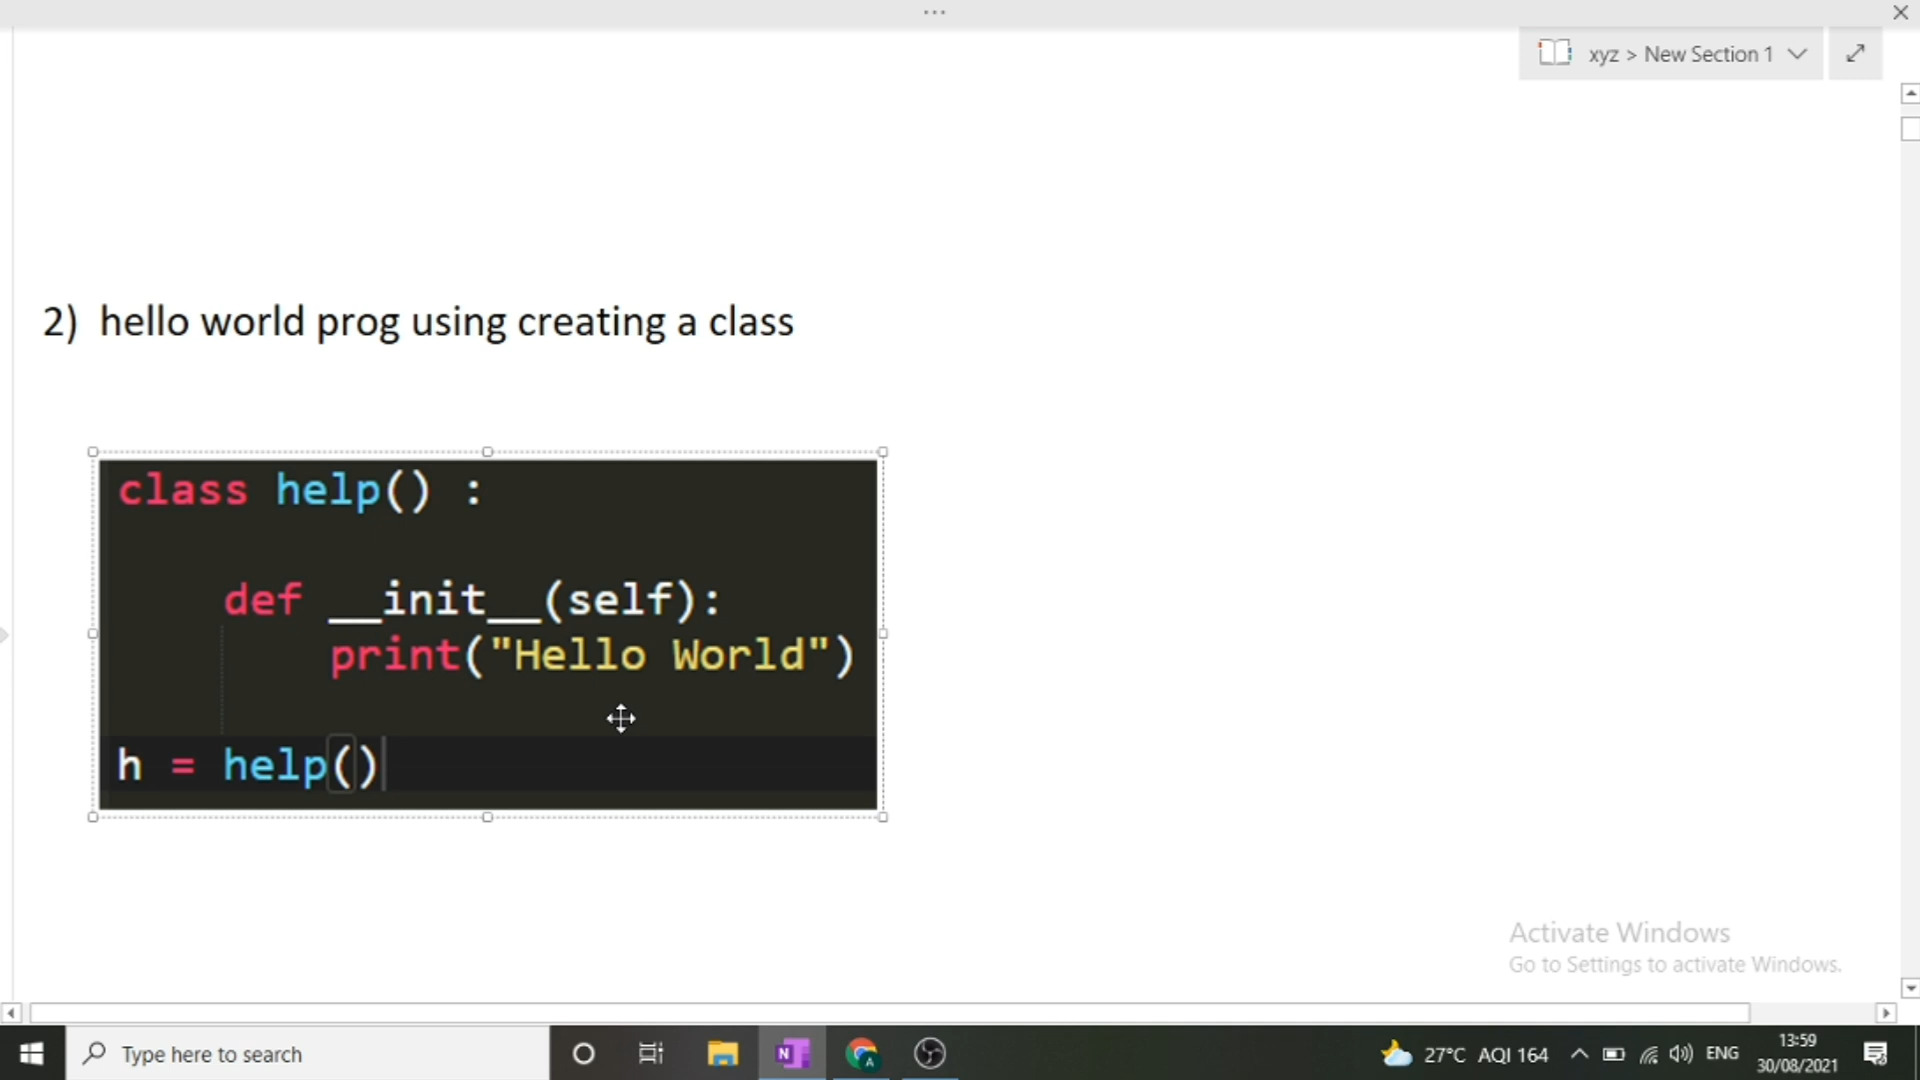 xyz > New Section 1
2) hello world prog using creating a class
class help() :
def __init__(self):
print("Hello World")
h = help()
Activate Windows
Go to Settings to activate Windows.
Type here to search
27°C AQI 164
ENG
13:59
30/08/2021